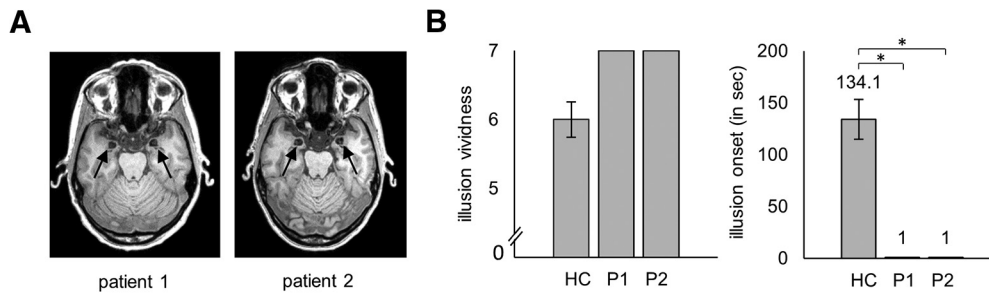 A
patient 1
patient 2
B
illusion vividness
7
6
5
0
HC
P1
P2
illusion onset (in sec)
200
150
100
50
0
*
*
134.1
1
1
HC
P1
P2